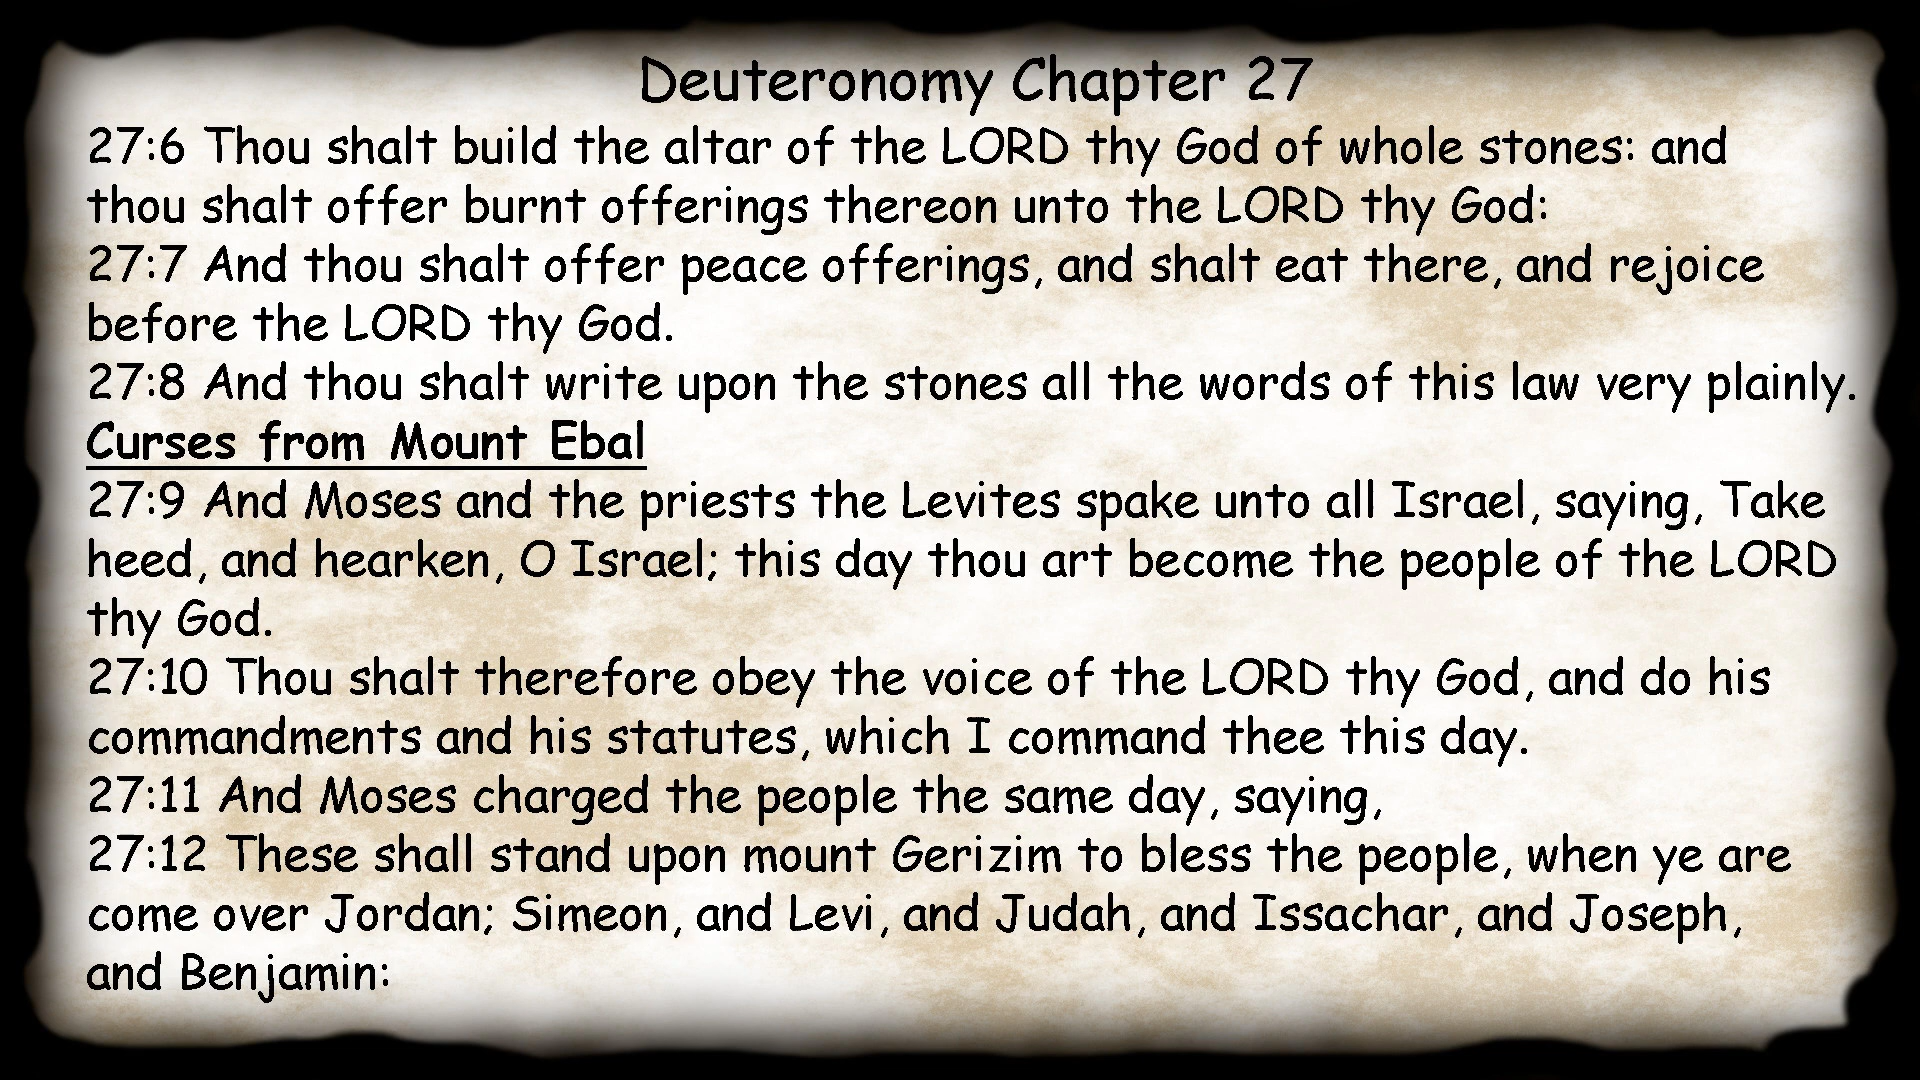 Deuteronomy Chapter 27
27:6 Thou shalt build the altar of the LORD thy God of whole stones: and
thou shalt offer burnt offerings thereon unto the LORD thy God:
27:7 And thou shalt offer peace offerings, and shalt eat there, and rejoice
before the LORD thy God.
27:8 And thou shalt write upon the stones all the words of this law very plainly.
Curses from Mount Ebal
27:9 And Moses and the priests the Levites spake unto all Israel, saying, Take
heed, and hearken, O Israel; this day thou art become the people of the LORD
thy God.
27:10 Thou shalt therefore obey the voice of the LORD thy God, and do his
commandments and his statutes, which I command thee this day.
27:11 And Moses charged the people the same day, saying,
27:12 These shall stand upon mount Gerizim to bless the people, when ye are
come over Jordan; Simeon, and Levi, and Judah, and Issachar, and Joseph,
and Benjamin: